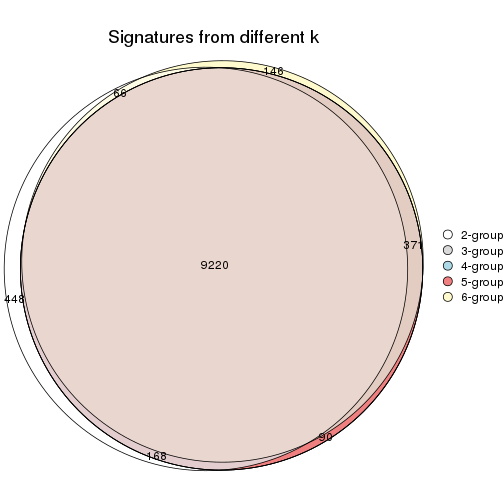 Signatures from different k
146
66
371
9220
448
90
168
2-group
3-group
4-group
5-group
6-group